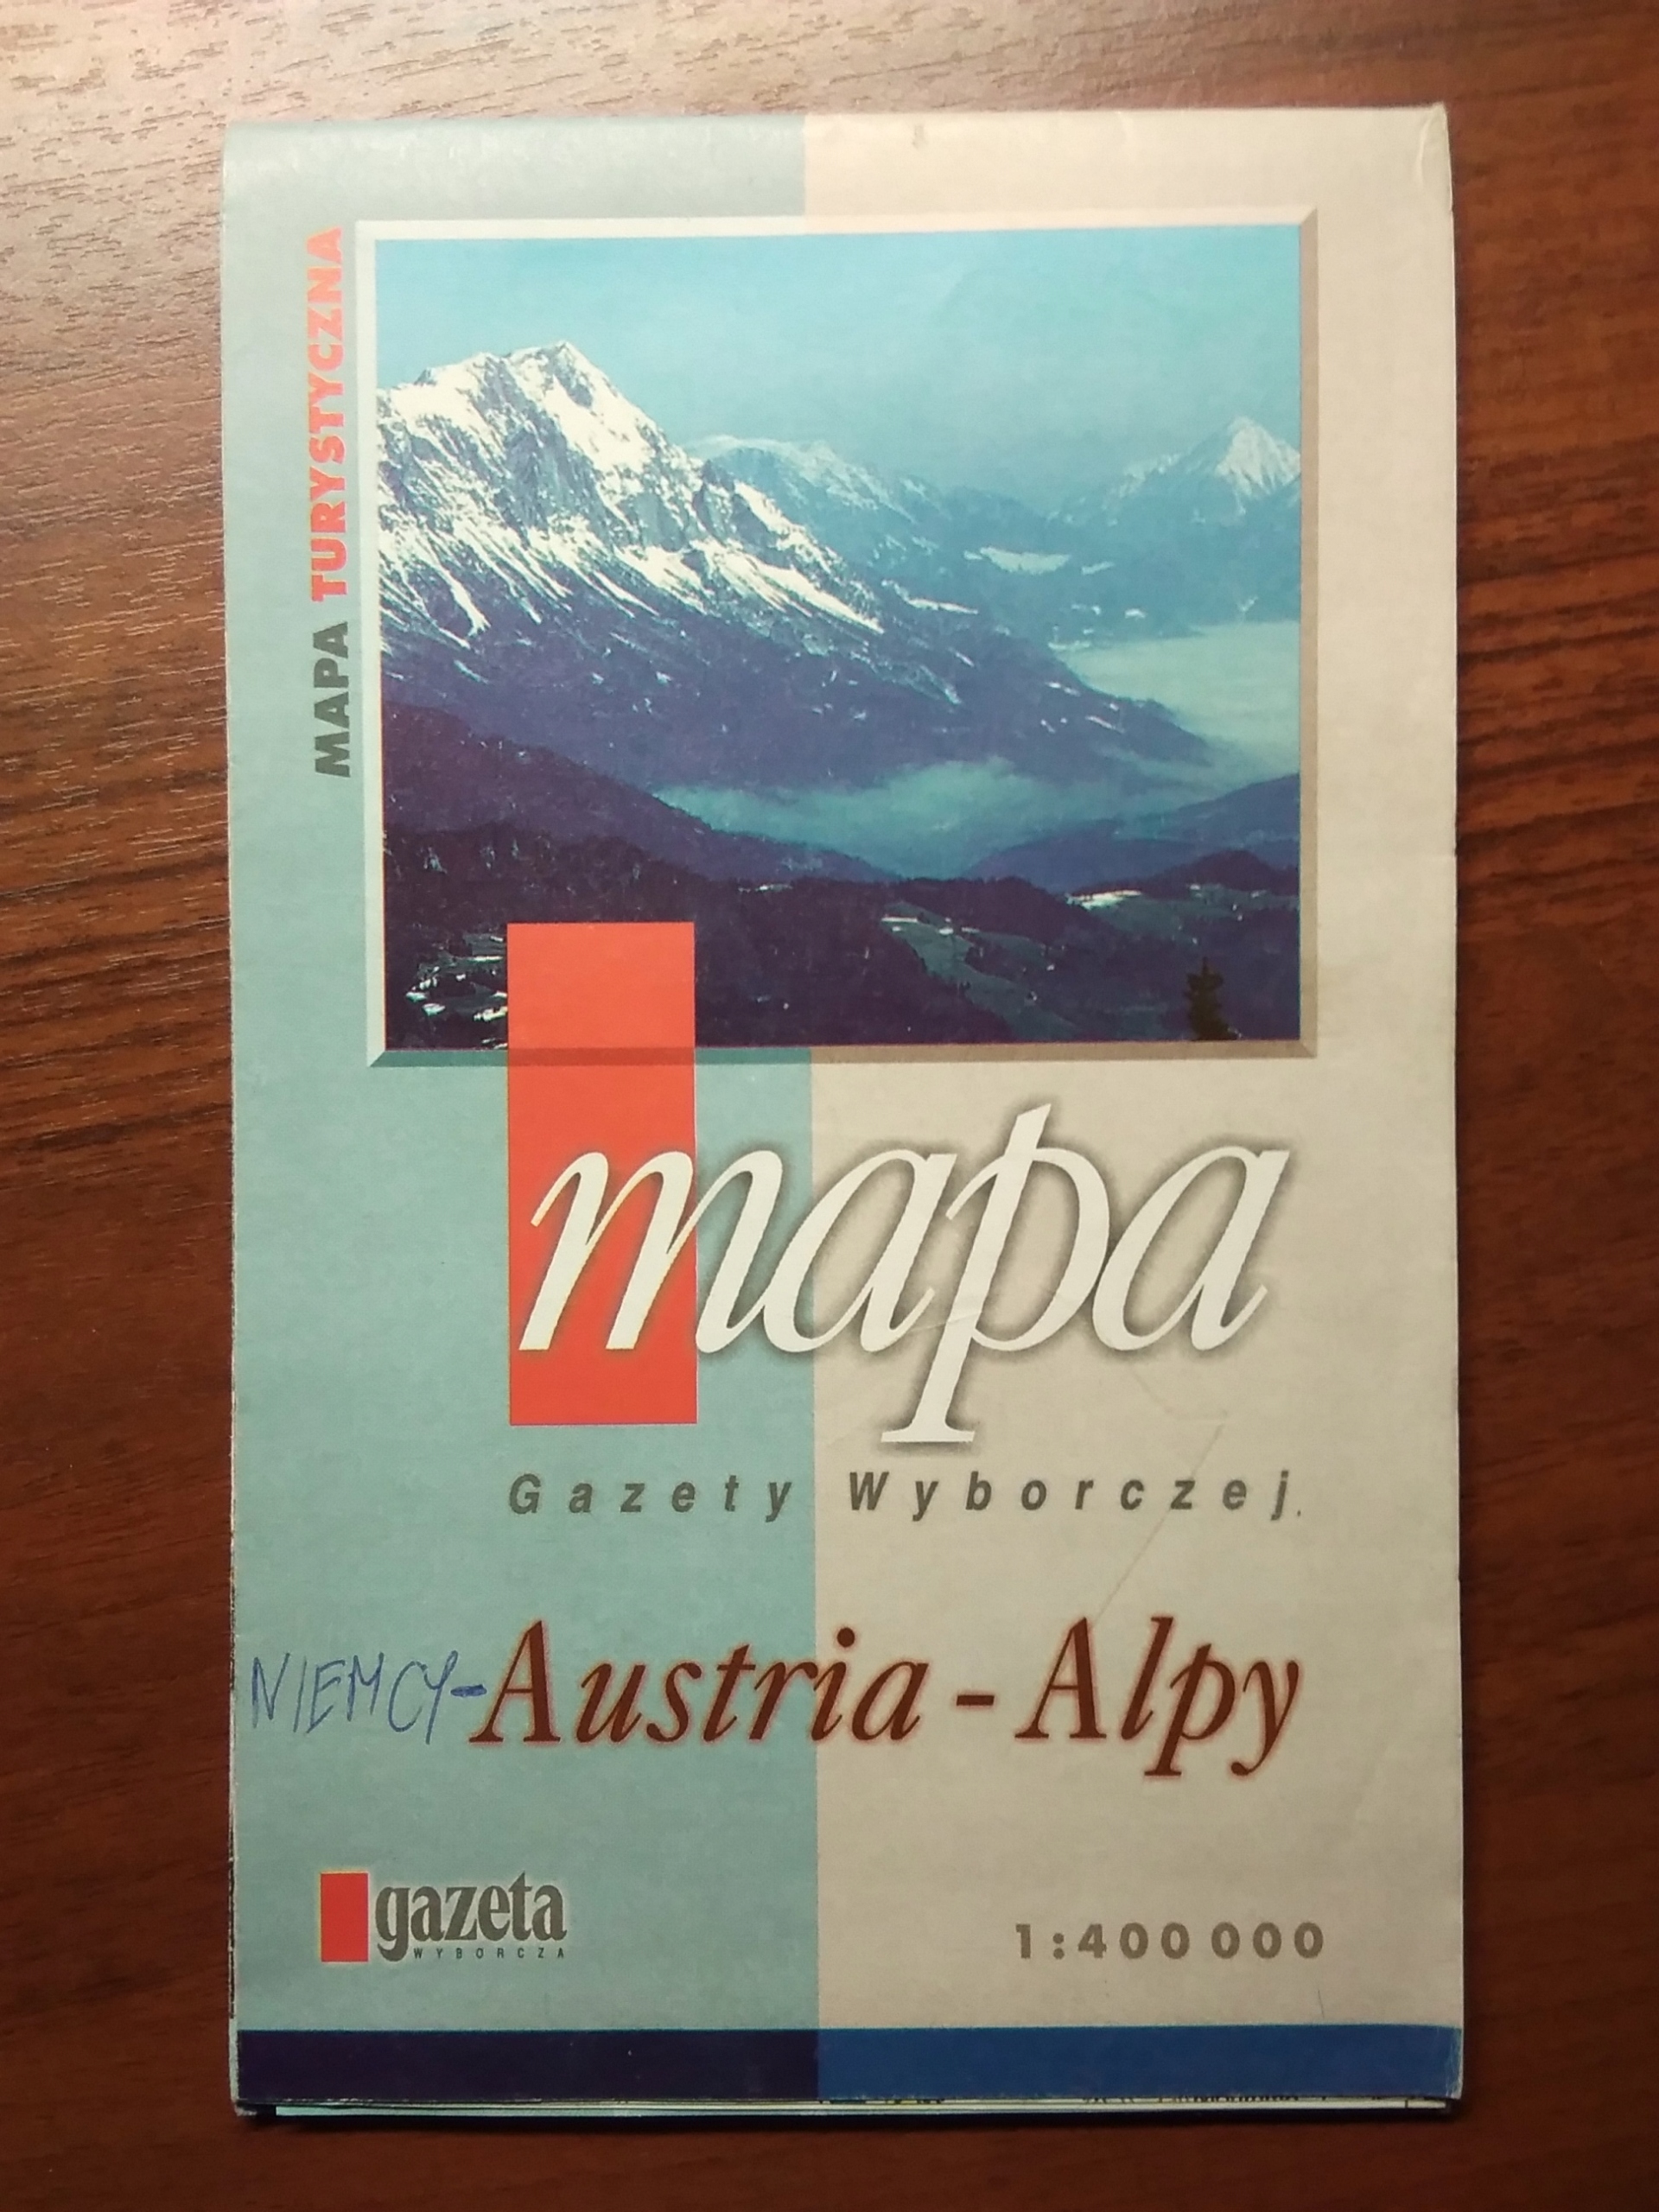 MAPA TURYSTYCZNA
mapa
Gazety Wyborczej
NIEMCY-Austria - Alpy
gazeta
WYBORCZA
1:400 000